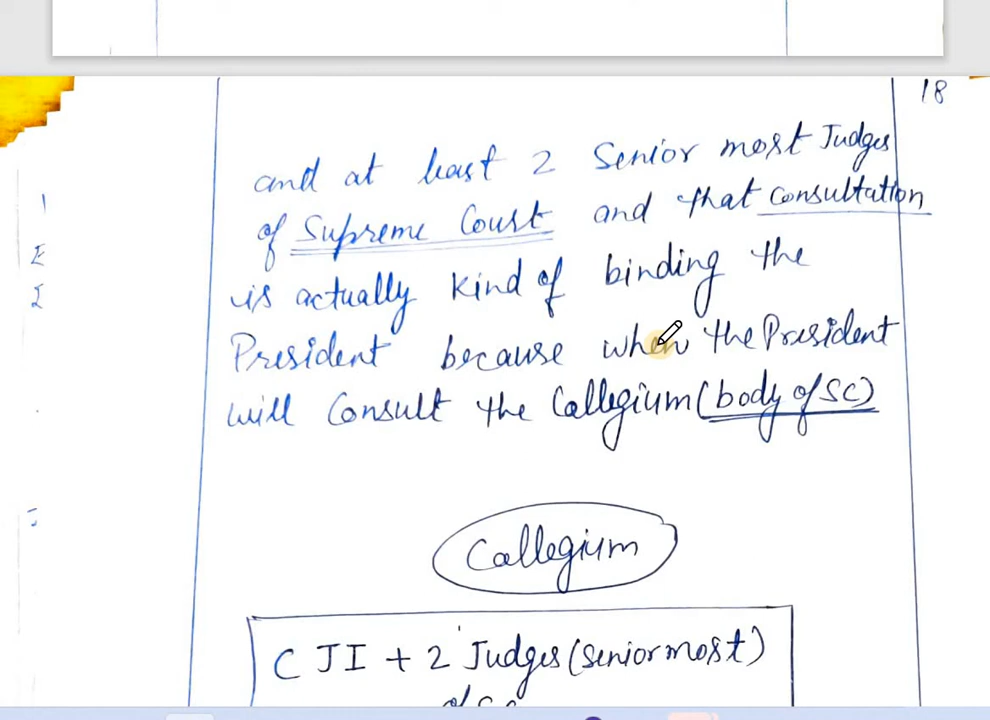 18
and at least 2 Senior most Judges
of Supreme Court and that consultation
is actually kind of binding the
President because when the President
will consult the Collegium (body of SC)
Collegium
CJI + 2 Judges (senior most)